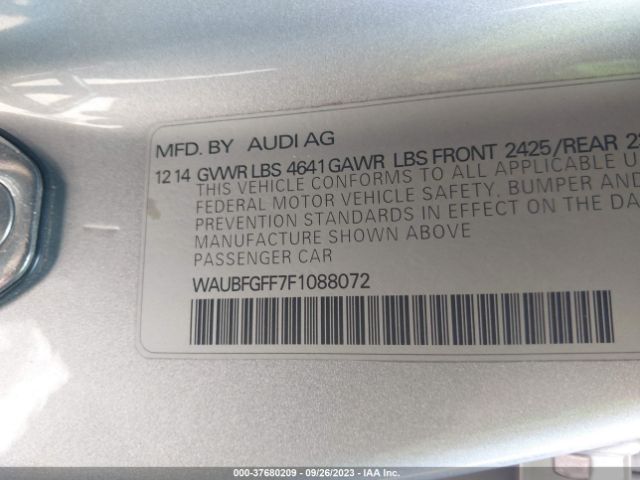 MFD. BY AUDI AG
12 14 GVWR LBS 4641 GAWR LBS FRONT 2425/REAR
THIS VEHICLE CONFORMS TO ALL APPLICABLE
FEDERAL MOTOR VEHICLE SAFETY, BUMPER AND
PREVENTION STANDARDS IN EFFECT ON THE
MANUFACTURE SHOWN ABOVE
PASSENGER CAR
WAUBFGFF7F1088072
000-37680209 - 09/26/2023 - IAA Inc.